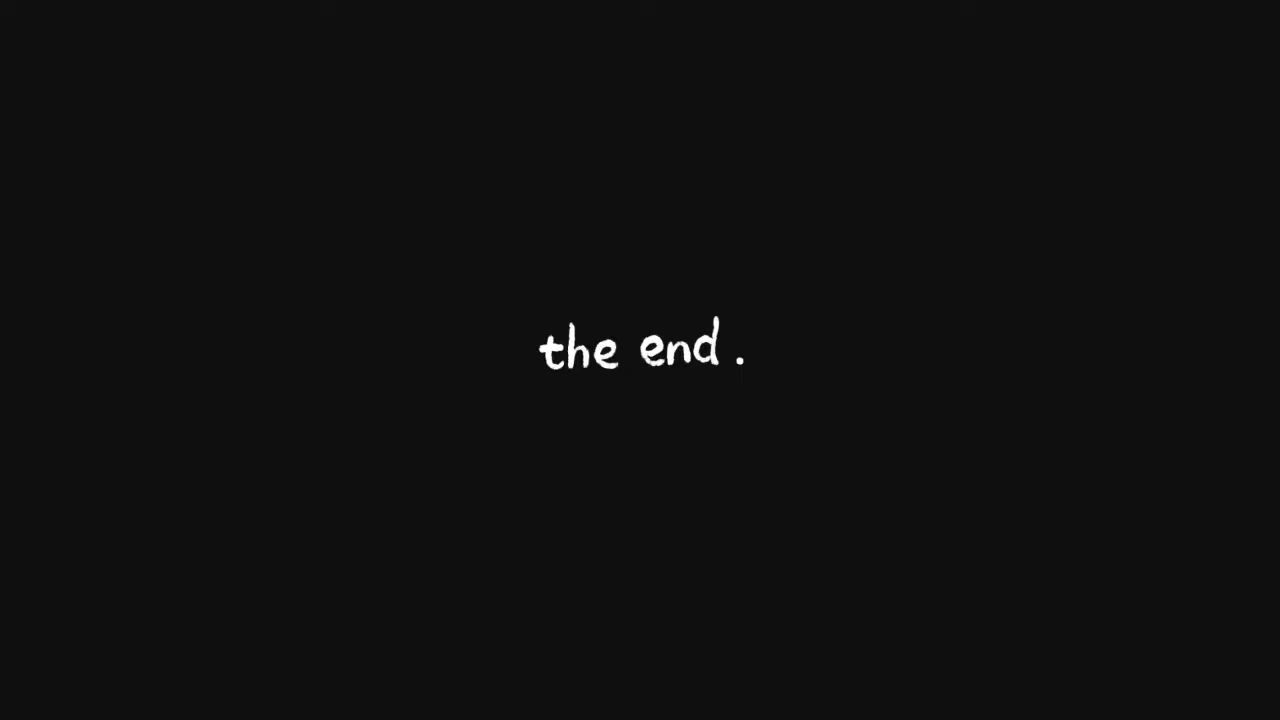 the end .